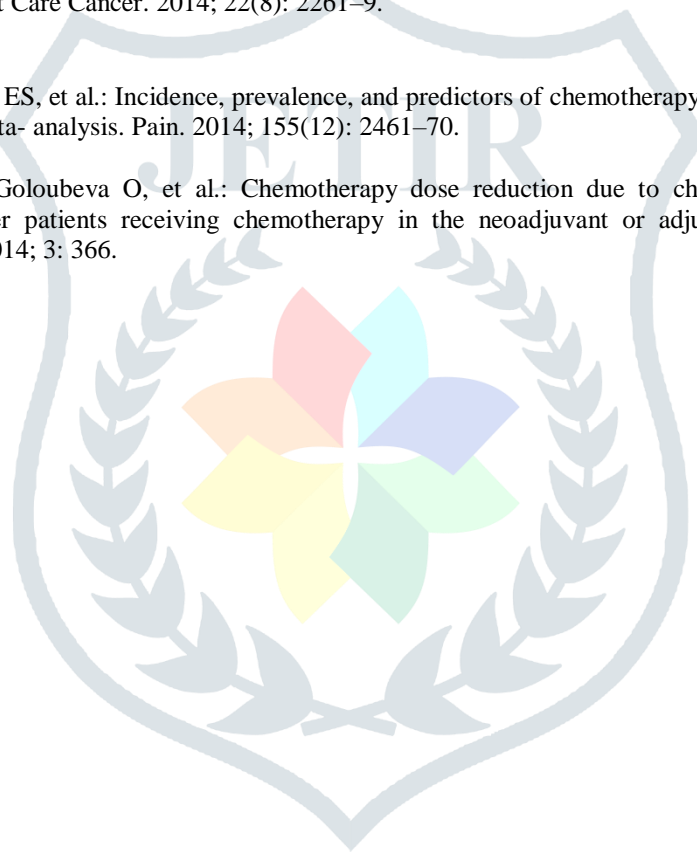 t Care Cancer. 2014; 22(8): 2261–9.
ES, et al.: Incidence, prevalence, and predictors of chemotherapy
ta- analysis. Pain. 2014; 155(12): 2461–70.
JETIR
Goloubeva O, et al.: Chemotherapy dose reduction due to ch
er patients receiving chemotherapy in the neoadjuvant or adju
014; 3: 366.